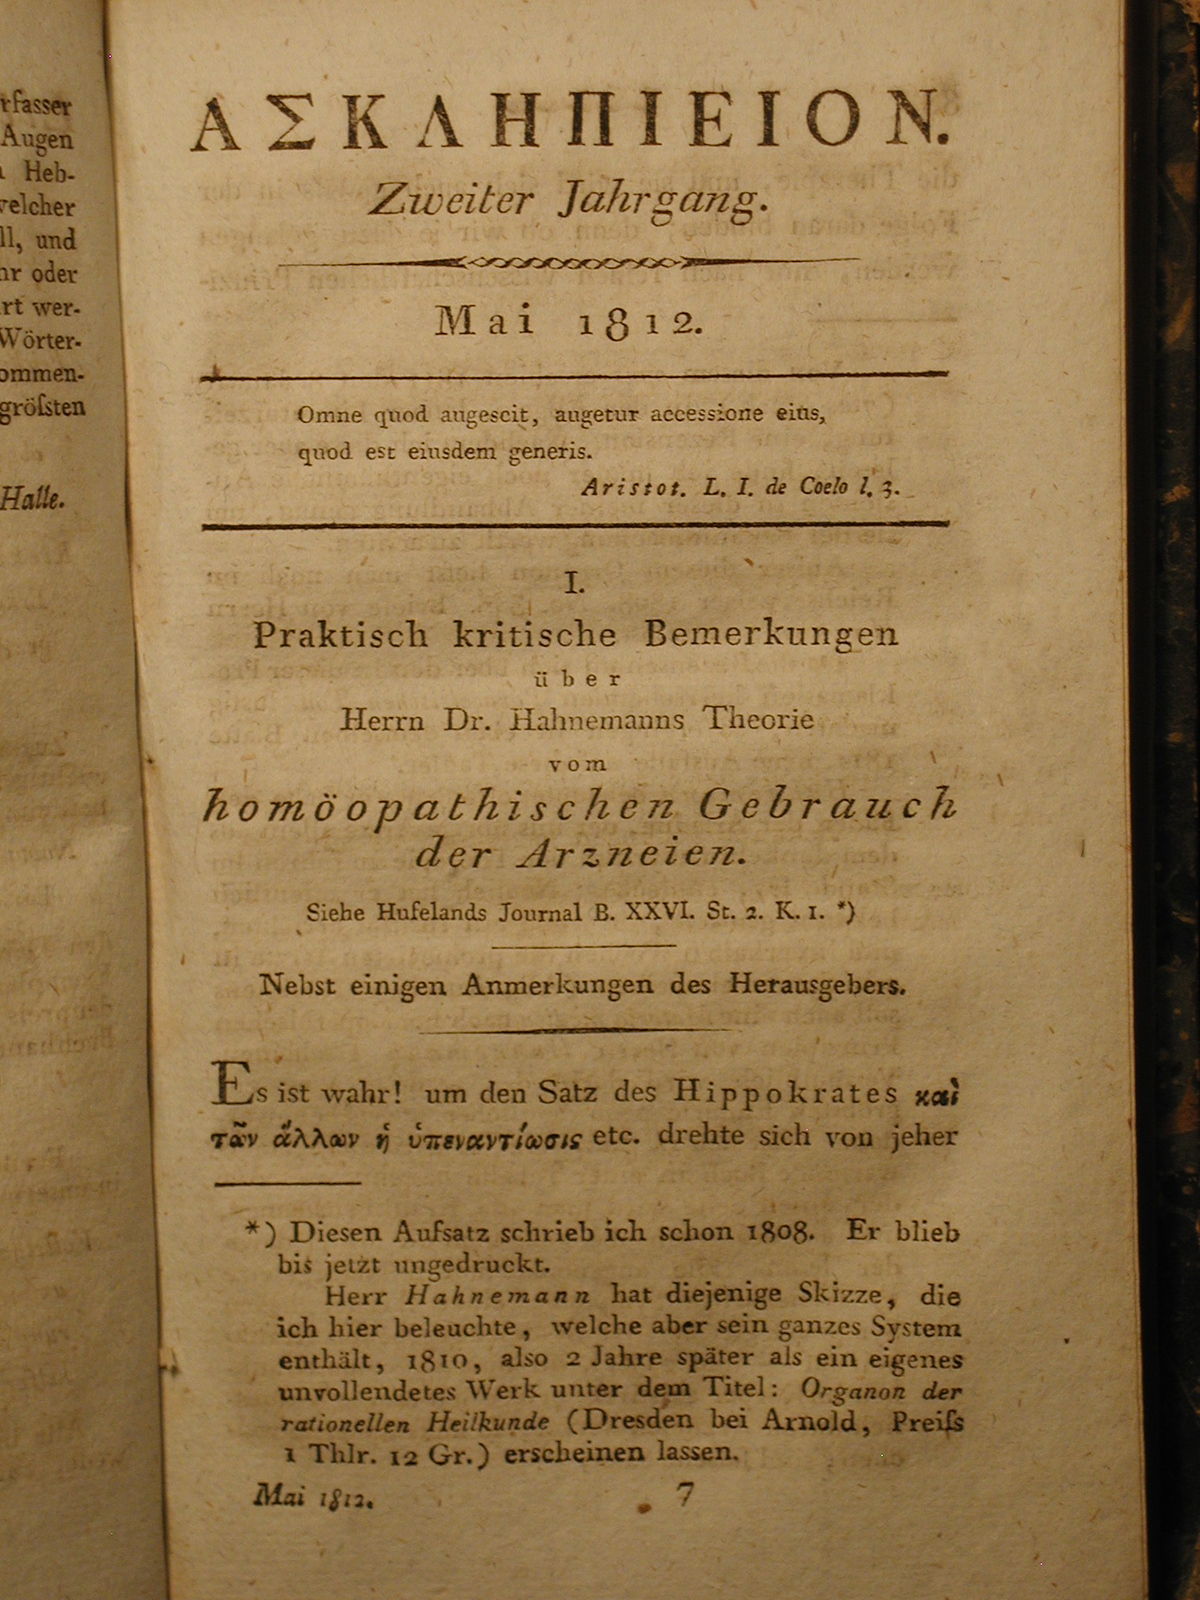 rfasser
Augen
Heb-
welcher
ll, und
hr oder
rt wer-
Wörter-
ommen-
gröſsten
Halle.
ΑΣΚΛΗΠΙΕΙΟΝ.
Zweiter Jahrgang.
Mai 1812.
Omne quod augescit, augetur accessione eius,
quod est eiusdem generis.
Aristot. L. I. de Coelo l. 3.
I.
Praktisch kritische Bemerkungen
über
Herrn Dr. Hahnemanns Theorie
vom
homöopathischen Gebrauch
der Arzneien.
Siehe Hufelands Journal B. XXVI. St. 2. K. 1. *)
Nebst einigen Anmerkungen des Herausgebers.
Es ist wahr! um den Satz des Hippokrates καὶ
τῶν ἄλλων ἡ ὑπεναντίωσις etc. drehte sich von jeher
*) Diesen Aufsatz schrieb ich schon 1808. Er blieb
bis jetzt ungedruckt.
Herr Hahnemann hat diejenige Skizze, die
ich hier beleuchte, welche aber sein ganzes System
enthält, 1810, also 2 Jahre später als ein eigenes
unvollendetes Werk unter dem Titel: Organon der
rationellen Heilkunde (Dresden bei Arnold, Preiſs
1 Thlr. 12 Gr.) erscheinen lassen.
Mai 1812. 7